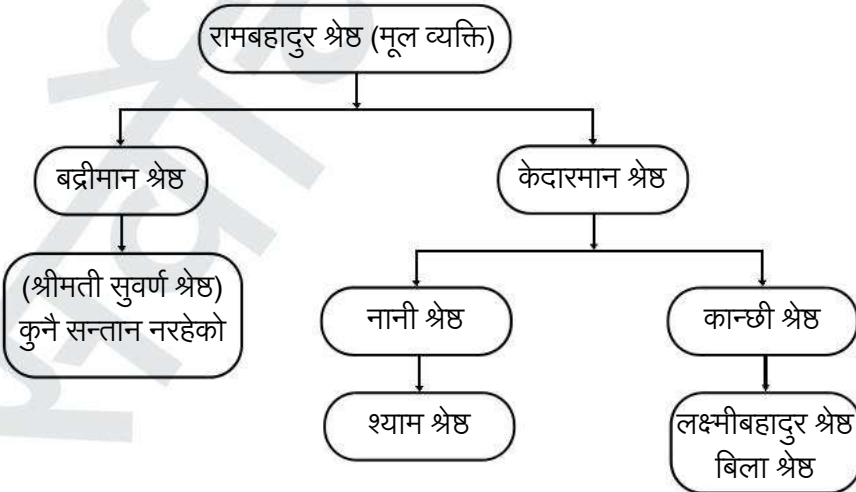 रामबहादुर श्रेष्ठ (मूल व्यक्ति)
बद्रीमान श्रेष्ठ
केदारमान श्रेष्ठ
(श्रीमती सुवर्ण श्रेष्ठ)
कुनै सन्तान नरहेको
नानी श्रेष्ठ
कान्छी श्रेष्ठ
श्याम श्रेष्ठ
लक्ष्मीबहादुर श्रेष्ठ
बिला श्रेष्ठ